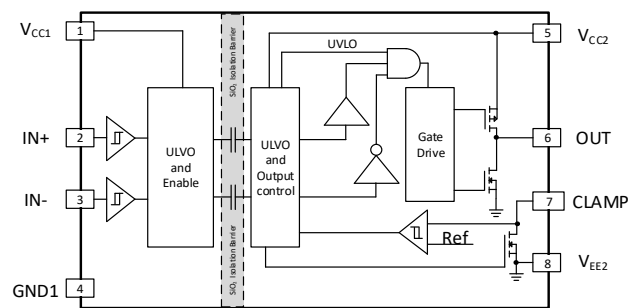 VCC1
1
IN+
2
IN-
3
GND1
4
ULVO
and
Enable
SiO2 Isolation Barrier
SiO2 Isolation Barrier
ULVO
and
Output
control
UVLO
Gate
Drive
Ref
5
VCC2
6
OUT
7
CLAMP
8
VEE2